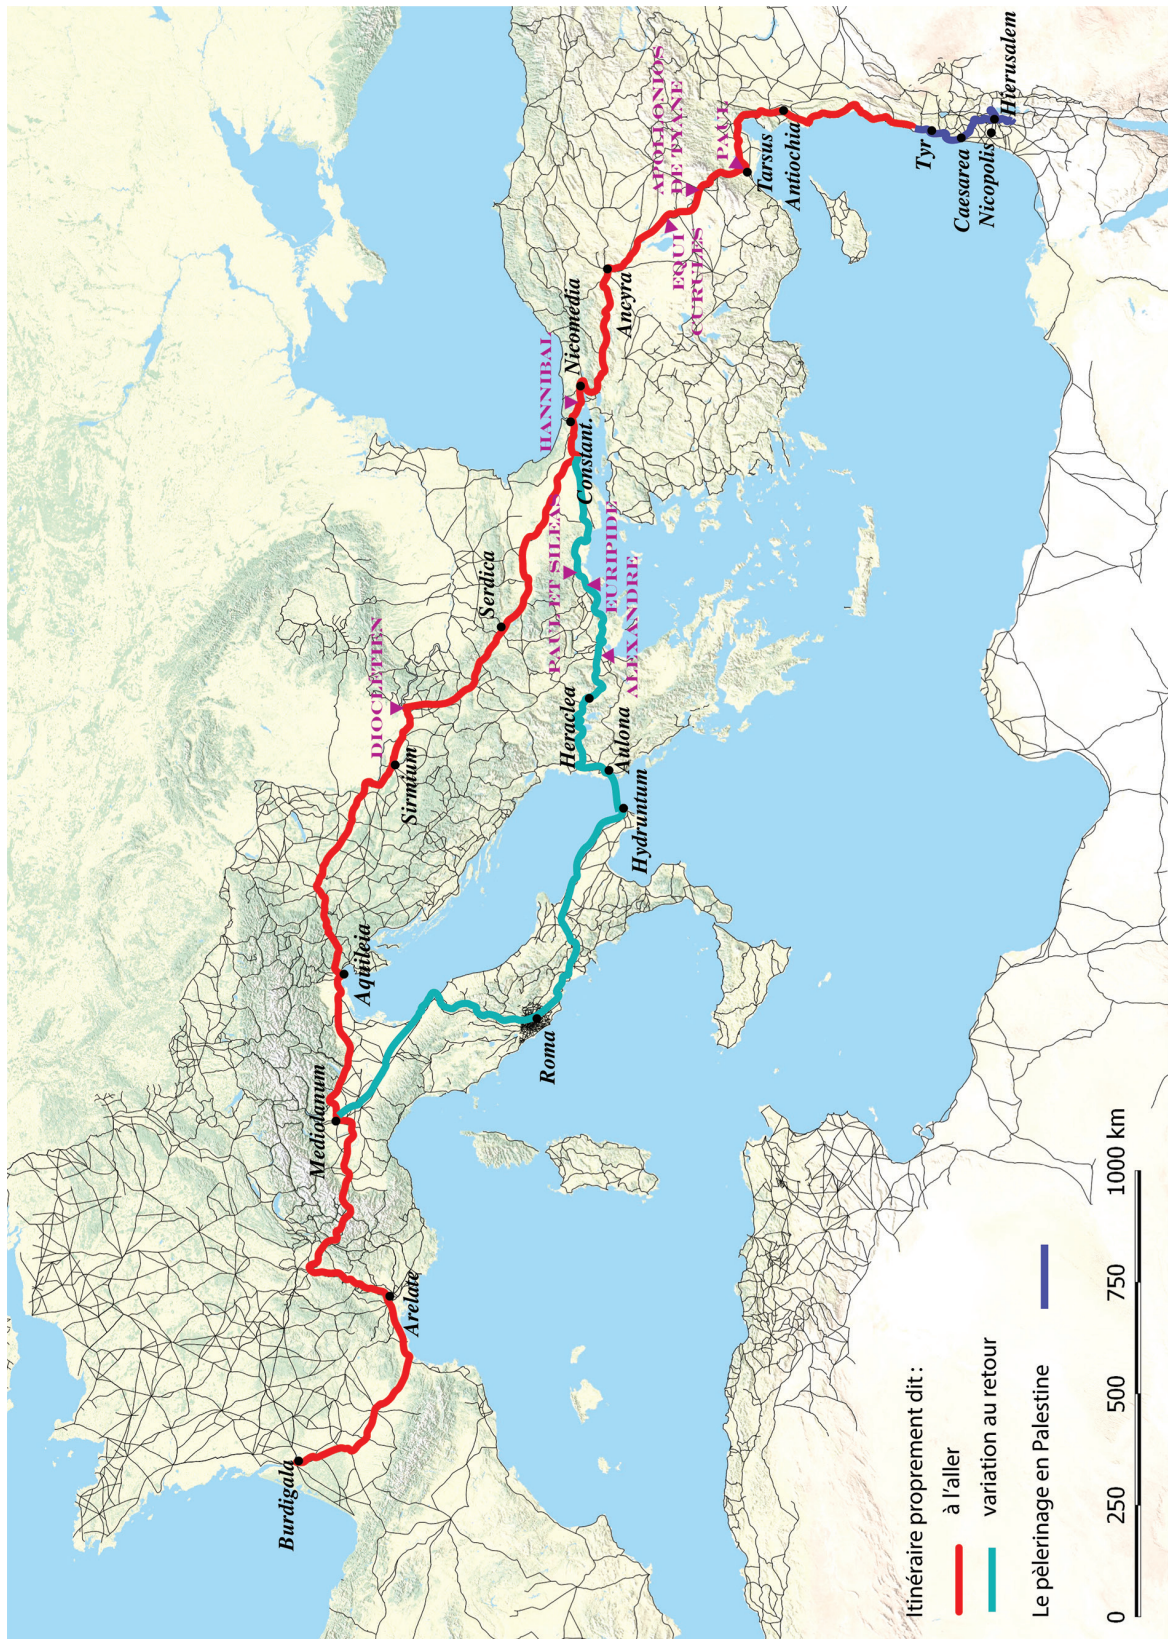 Burdigala
Arelate
Mediolanum
Aquileia
Roma
Sirmium
DIOCLETIEN
Serdica
Hydruntum
Aulona
Heraclea
ALEXANDRE
EURIPIDE
PAUL ET SILEAS
Constant.
HANNIBAL
Nicomedia
Ancyra
EQUI
CURULES
APOLLONIOS
DE TYANE
PAUL
Tarsus
Antiochia
Tyr
Caesarea
Nicopolis
Hierusalem
Itinéraire proprement dit :
à l'aller
variation au retour
Le pèlerinage en Palestine
0 250 500 750 1000 km